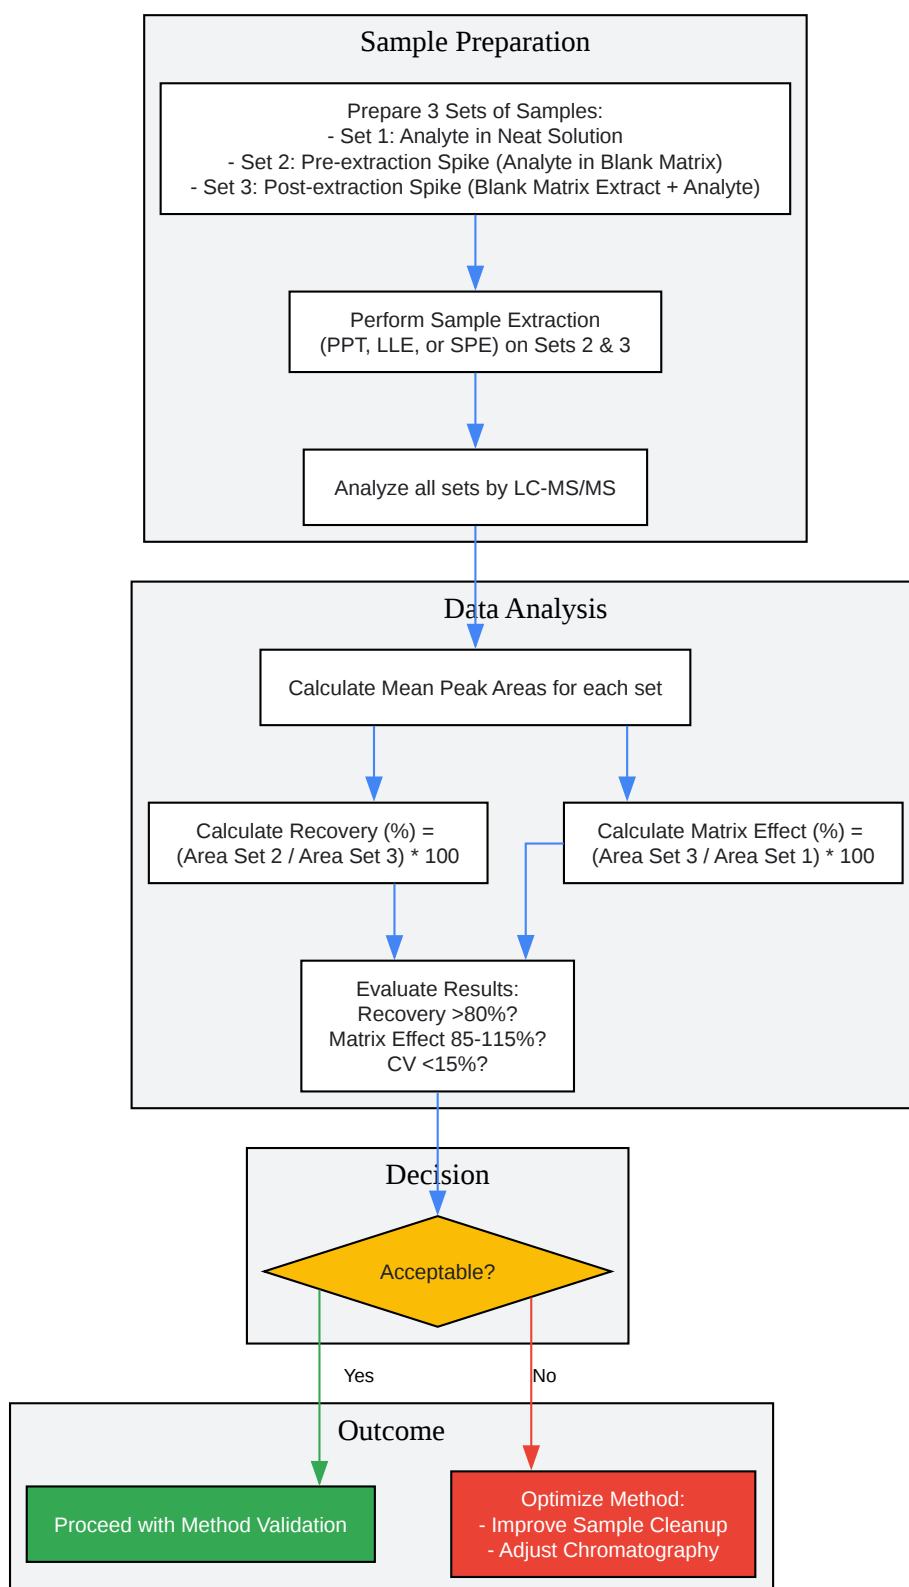 Sample Preparation
Prepare 3 Sets of Samples:
- Set 1: Analyte in Neat Solution
- Set 2: Pre-extraction Spike (Analyte in Blank Matrix)
- Set 3: Post-extraction Spike (Blank Matrix Extract + Analyte)
Perform Sample Extraction
(PPT, LLE, or SPE) on Sets 2 & 3
Analyze all sets by LC-MS/MS
Data Analysis
Calculate Mean Peak Areas for each set
Calculate Recovery (%) =
(Area Set 2 / Area Set 3) * 100
Calculate Matrix Effect (%) =
(Area Set 3 / Area Set 1) * 100
Evaluate Results:
Recovery >80%?
Matrix Effect 85-115%?
CV <15%?
Decision
Acceptable?
Yes
No
Outcome
Proceed with Method Validation
Optimize Method:
- Improve Sample Cleanup
- Adjust Chromatography